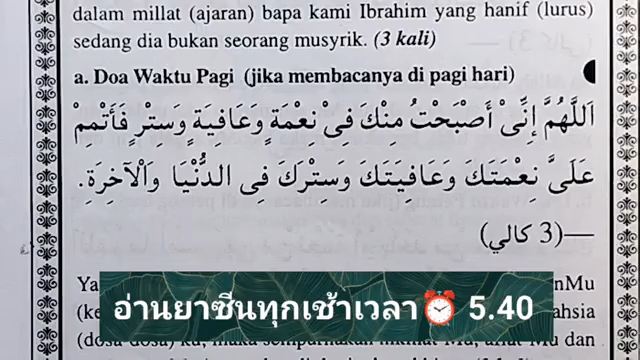 dalam millat (ajaran) bapa kami Ibrahim yang hanif (lurus)
sedang dia bukan seorang musyrik. (3 kali)
a. Doa Waktu Pagi (jika membacanya di pagi hari)
اَللّٰهُمَّ إِنِّىْ أَصْبَحْتُ مِنْكَ فِىْ نِعْمَةٍ وَعَافِيَةٍ وَسِتْرٍ فَأَتْمِمْ
عَلَىَّ نِعْمَتَكَ وَعَافِيَتَكَ وَسِتْرَكَ فِى الدُّنْيَا وَالْآخِرَةِ.
—(3 كالي)
อ่านยาซีนทุกเช้าเวลา⏰ 5.40
dan